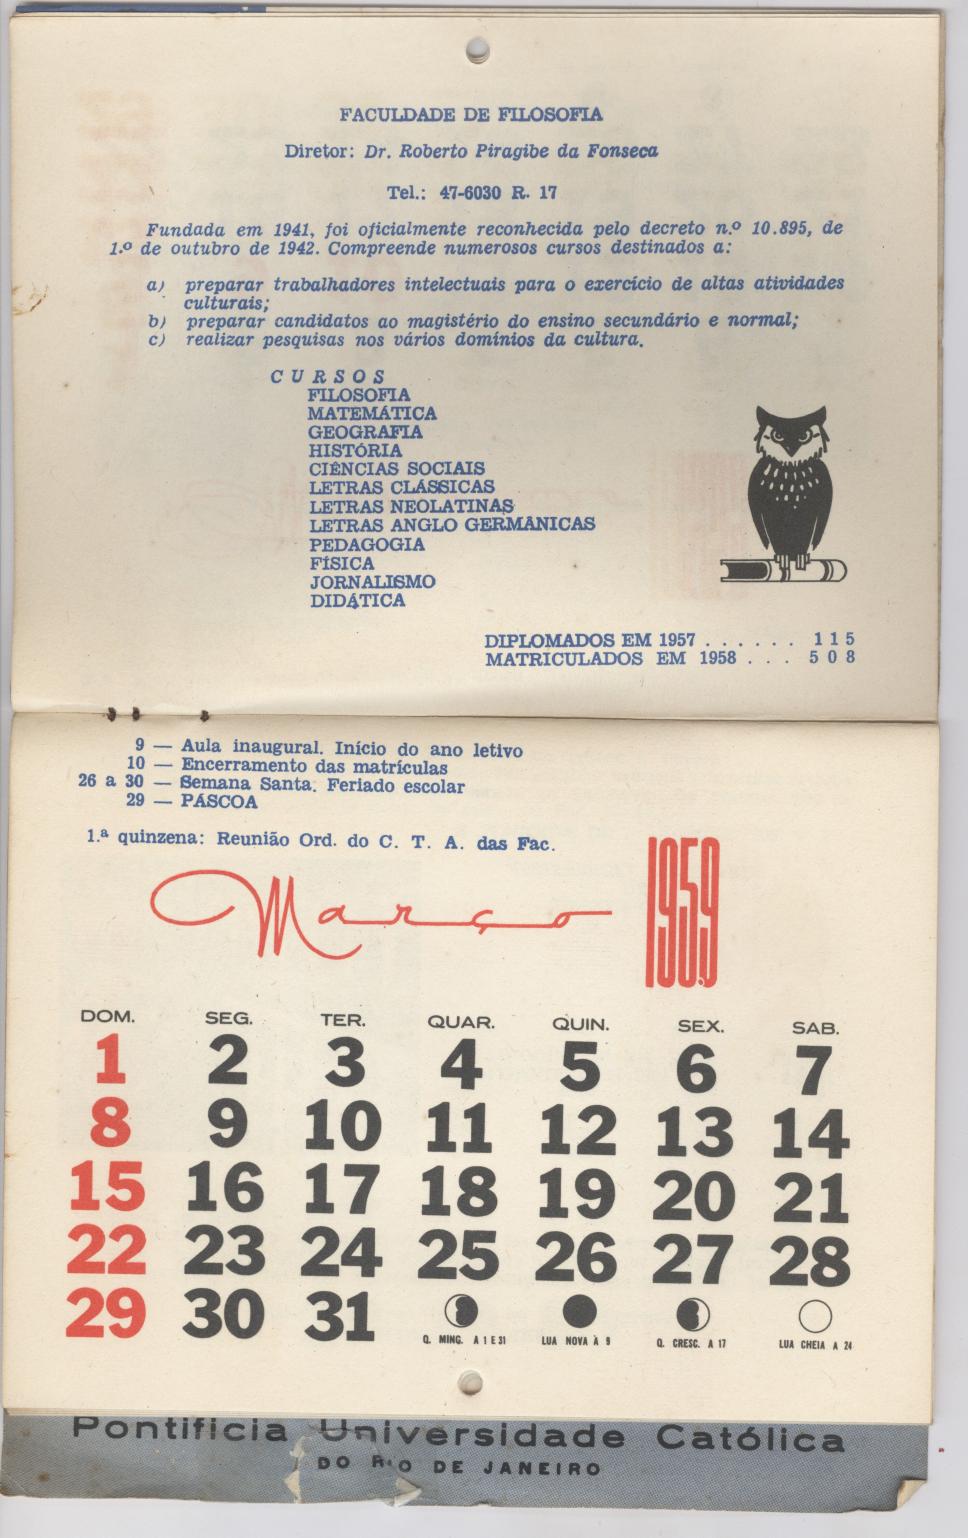 FACULDADE DE FILOSOFIA
Diretor: Dr. Roberto Piragibe da Fonseca
Tel.: 47-6030 R. 17
Fundada em 1941, foi oficialmente reconhecida pelo decreto n.º 10.895, de
1.º de outubro de 1942. Compreende numerosos cursos destinados a:
a) preparar trabalhadores intelectuais para o exercício de altas atividades
culturais;
b) preparar candidatos ao magistério do ensino secundário e normal;
c) realizar pesquisas nos vários domínios da cultura.
CURSOS
FILOSOFIA
MATEMÁTICA
GEOGRAFIA
HISTÓRIA
CIÊNCIAS SOCIAIS
LETRAS CLÁSSICAS
LETRAS NEOLATINAS
LETRAS ANGLO GERMÂNICAS
PEDAGOGIA
FÍSICA
JORNALISMO
DIDÁTICA
DIPLOMADOS EM 1957 . . . . . . 115
MATRICULADOS EM 1958 . . . 508
9 — Aula inaugural. Início do ano letivo
10 — Encerramento das matrículas
26 a 30 — Semana Santa. Feriado escolar
29 — PÁSCOA
1.ª quinzena: Reunião Ord. do C. T. A. das Fac.
Março 1959
DOM. SEG. TER. QUAR. QUIN. SEX. SAB.
1 2 3 4 5 6 7
8 9 10 11 12 13 14
15 16 17 18 19 20 21
22 23 24 25 26 27 28
29 30 31
Q. MING. A 1 E 31 LUA NOVA À 9 Q. CRESC. A 17 LUA CHEIA A 24
Pontifícia Universidade Católica
DO RIO DE JANEIRO